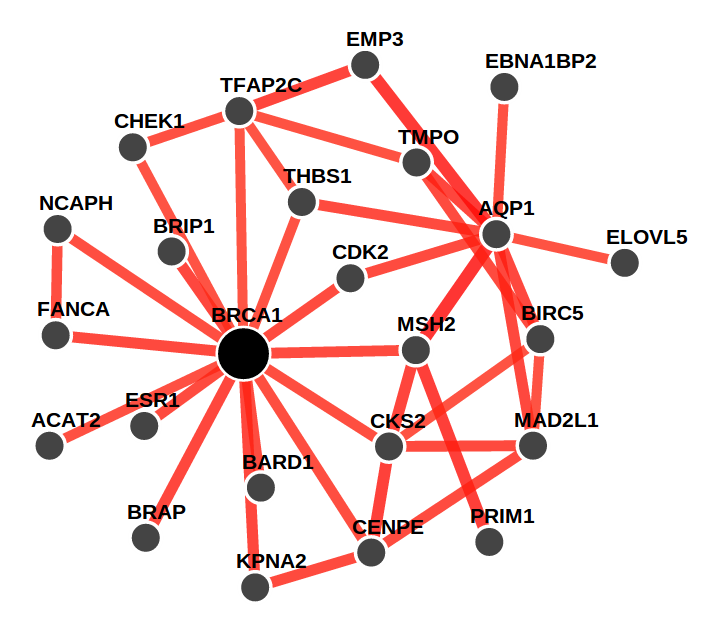 EMP3
EBNA1BP2
TFAP2C
CHEK1
TMPO
THBS1
NCAPH
AQP1
BRIP1
ELOVL5
CDK2
FANCA
BRCA1
BIRC5
MSH2
ESR1
ACAT2
CKS2
MAD2L1
BARD1
BRAP
PRIM1
CENPE
KPNA2